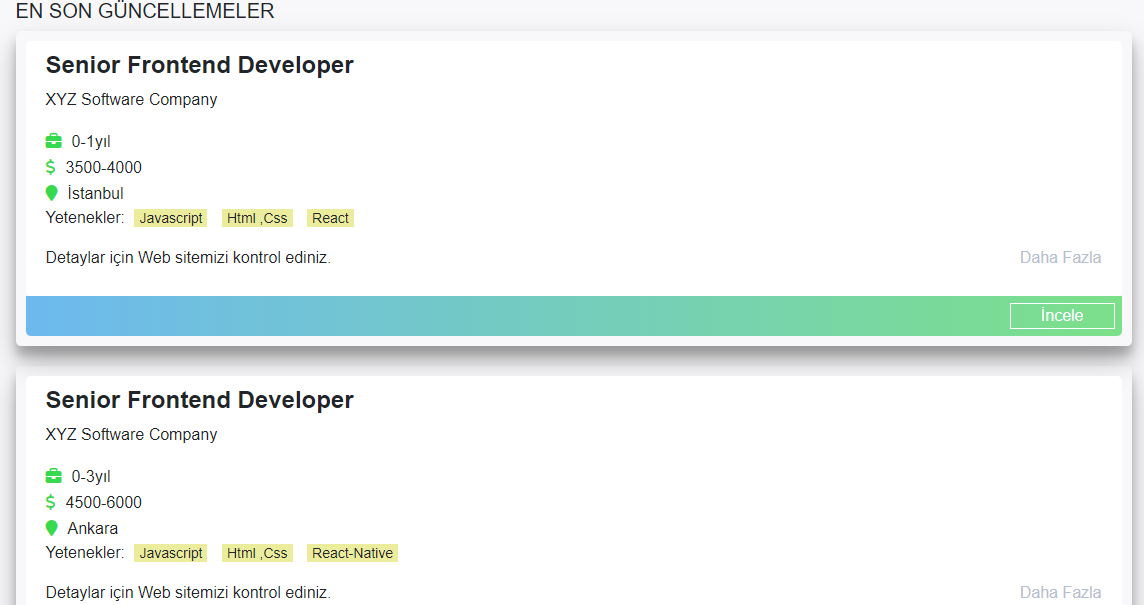 EN SON GÜNCELLEMELER
Senior Frontend Developer
XYZ Software Company
0-1yıl
3500-4000
İstanbul
Yetenekler: Javascript Html ,Css React
Detaylar için Web sitemizi kontrol ediniz. Daha Fazla
İncele
Senior Frontend Developer
XYZ Software Company
0-3yıl
4500-6000
Ankara
Yetenekler: Javascript Html ,Css React-Native
Detaylar için Web sitemizi kontrol ediniz. Daha Fazla